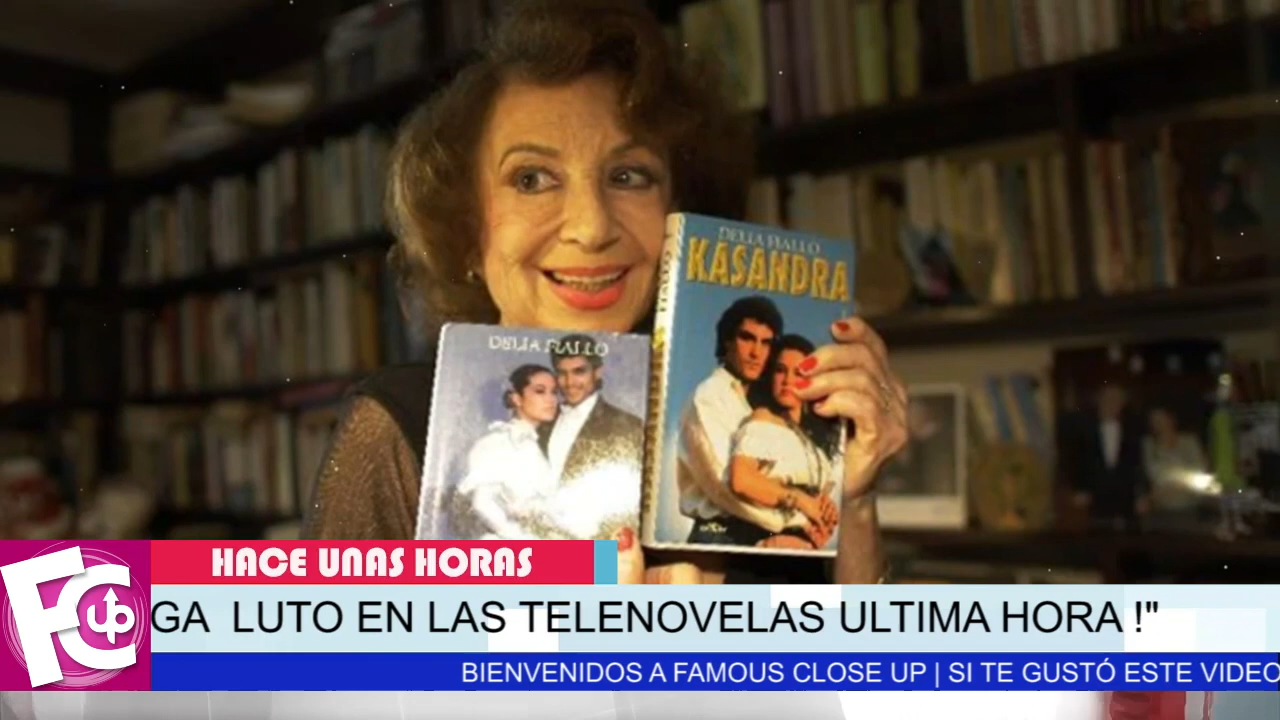 DELIA FIALLO
KASANDRA
DELIA FIALLO
HACE UNAS HORAS
FC UP
GA LUTO EN LAS TELENOVELAS ULTIMA HORA !"
BIENVENIDOS A FAMOUS CLOSE UP | SI TE GUSTÓ ESTE VIDEO